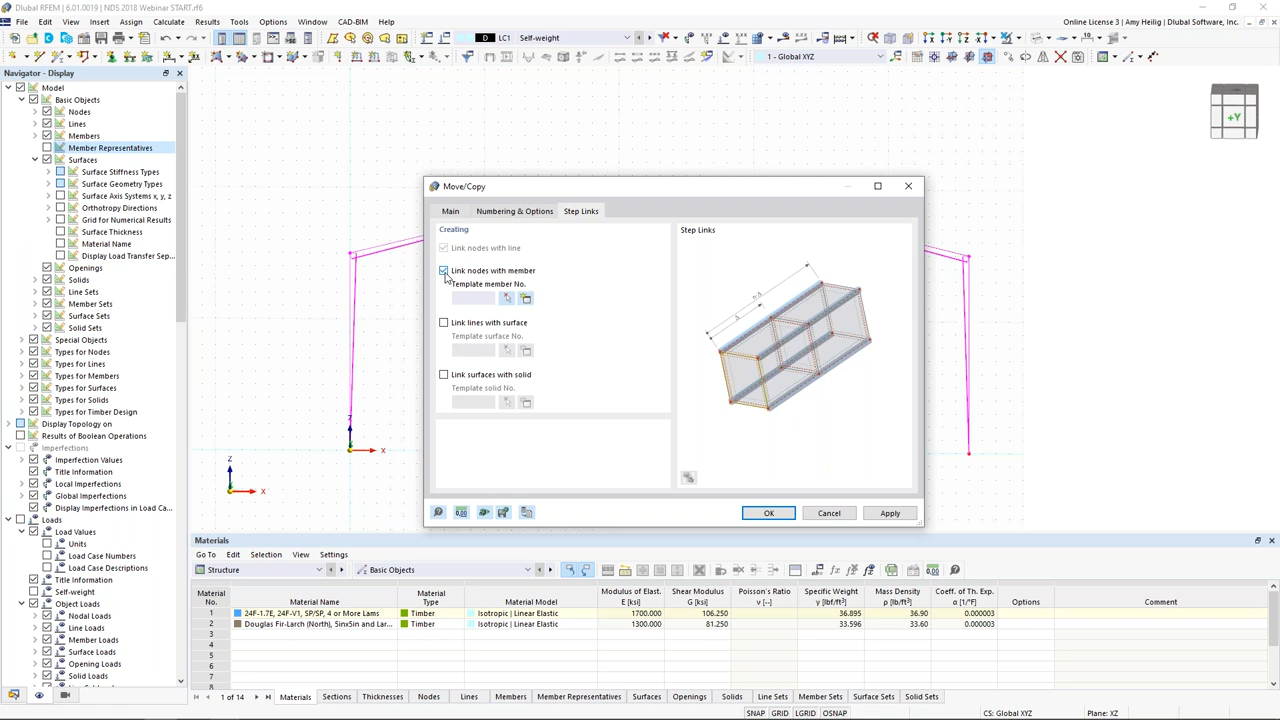 Dlubal RFEM | 6.01.0019 | NDS 2018 Webinar START.rf6
File Edit View Insert Assign Calculate Results Tools Options Window CAD-BIM Help
Online License 3 | Amy Heilig | Dlubal Software, Inc.
D LC1 Self-weight
1 - Global XYZ
Navigator - Display
Model
Basic Objects
Nodes
Lines
Members
Member Representatives
Surfaces
Surface Stiffness Types
Surface Geometry Types
Surface Axis Systems x, y, z
Orthotropy Directions
Grid for Numerical Results
Surface Thickness
Material Name
Display Load Transfer Sep...
Openings
Solids
Line Sets
Member Sets
Surface Sets
Solid Sets
Special Objects
Types for Nodes
Types for Lines
Types for Members
Types for Surfaces
Types for Solids
Types for Timber Design
Display Topology on
Results of Boolean Operations
Imperfections
Imperfection Values
Title Information
Local Imperfections
Global Imperfections
Display Imperfections in Load Ca...
Loads
Load Values
Units
Load Case Numbers
Load Case Descriptions
Title Information
Self-weight
Object Loads
Nodal Loads
Line Loads
Member Loads
Surface Loads
Opening Loads
Solid Loads
+Y
Z
X
Z
X
Move/Copy
Main Numbering & Options Step Links
Creating
Link nodes with line
Link nodes with member
Template member No.
Link lines with surface
Template surface No.
Link surfaces with solid
Template solid No.
Step Links
OK Cancel Apply
Materials
Go To Edit Selection View Settings
Structure Basic Objects
Material No. Material Name Material Type Material Model Modulus of Elast. E [ksi] Shear Modulus G [ksi] Poisson's Ratio ν [--] Specific Weight γ [lbf/ft³] Mass Density ρ [lb/ft³] Coeff. of Th. Exp. α [1/°F] Options Comment
1 24F-1.7E, 24F-V1, SP/SP, 4 or More Lams Timber Isotropic | Linear Elastic 1700.000 106.250 36.895 36.90 0.000003
2 Douglas Fir-Larch (North), SinxSin and Lar... Timber Isotropic | Linear Elastic 1300.000 81.250 33.596 33.60 0.000003
3
4
5
6
7
8
1 of 14 Materials Sections Thicknesses Nodes Lines Members Member Representatives Surfaces Openings Solids Line Sets Member Sets Surface Sets Solid Sets
SNAP GRID LGRID OSNAP CS: Global XYZ Plane: XZ